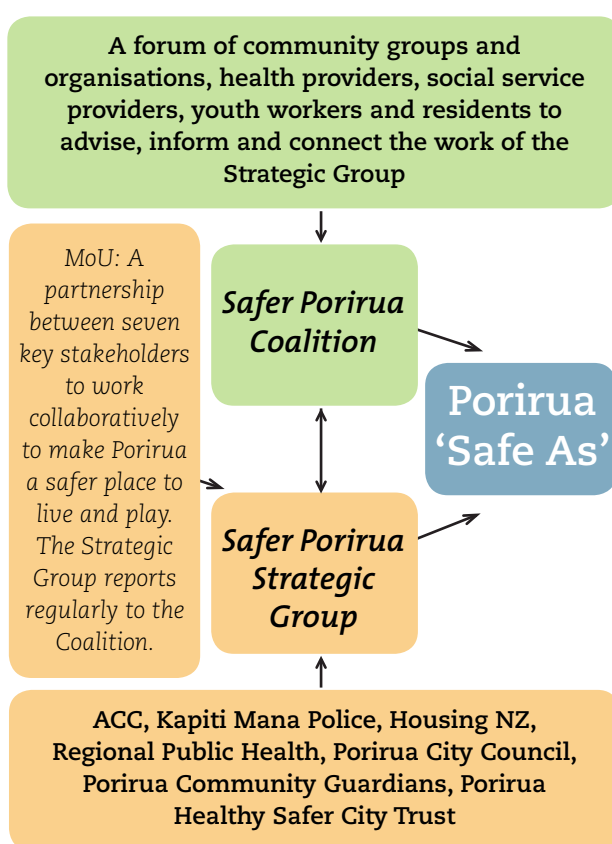 A forum of community groups and
organisations, health providers, social service
providers, youth workers and residents to
advise, inform and connect the work of the
Strategic Group
MoU: A
partnership
between seven
key stakeholders
to work
collaboratively
to make Porirua
a safer place to
live and play.
The Strategic
Group reports
regularly to the
Coalition.
Safer Porirua
Coalition
Porirua
‘Safe As’
Safer Porirua
Strategic
Group
ACC, Kapiti Mana Police, Housing NZ,
Regional Public Health, Porirua City Council,
Porirua Community Guardians, Porirua
Healthy Safer City Trust